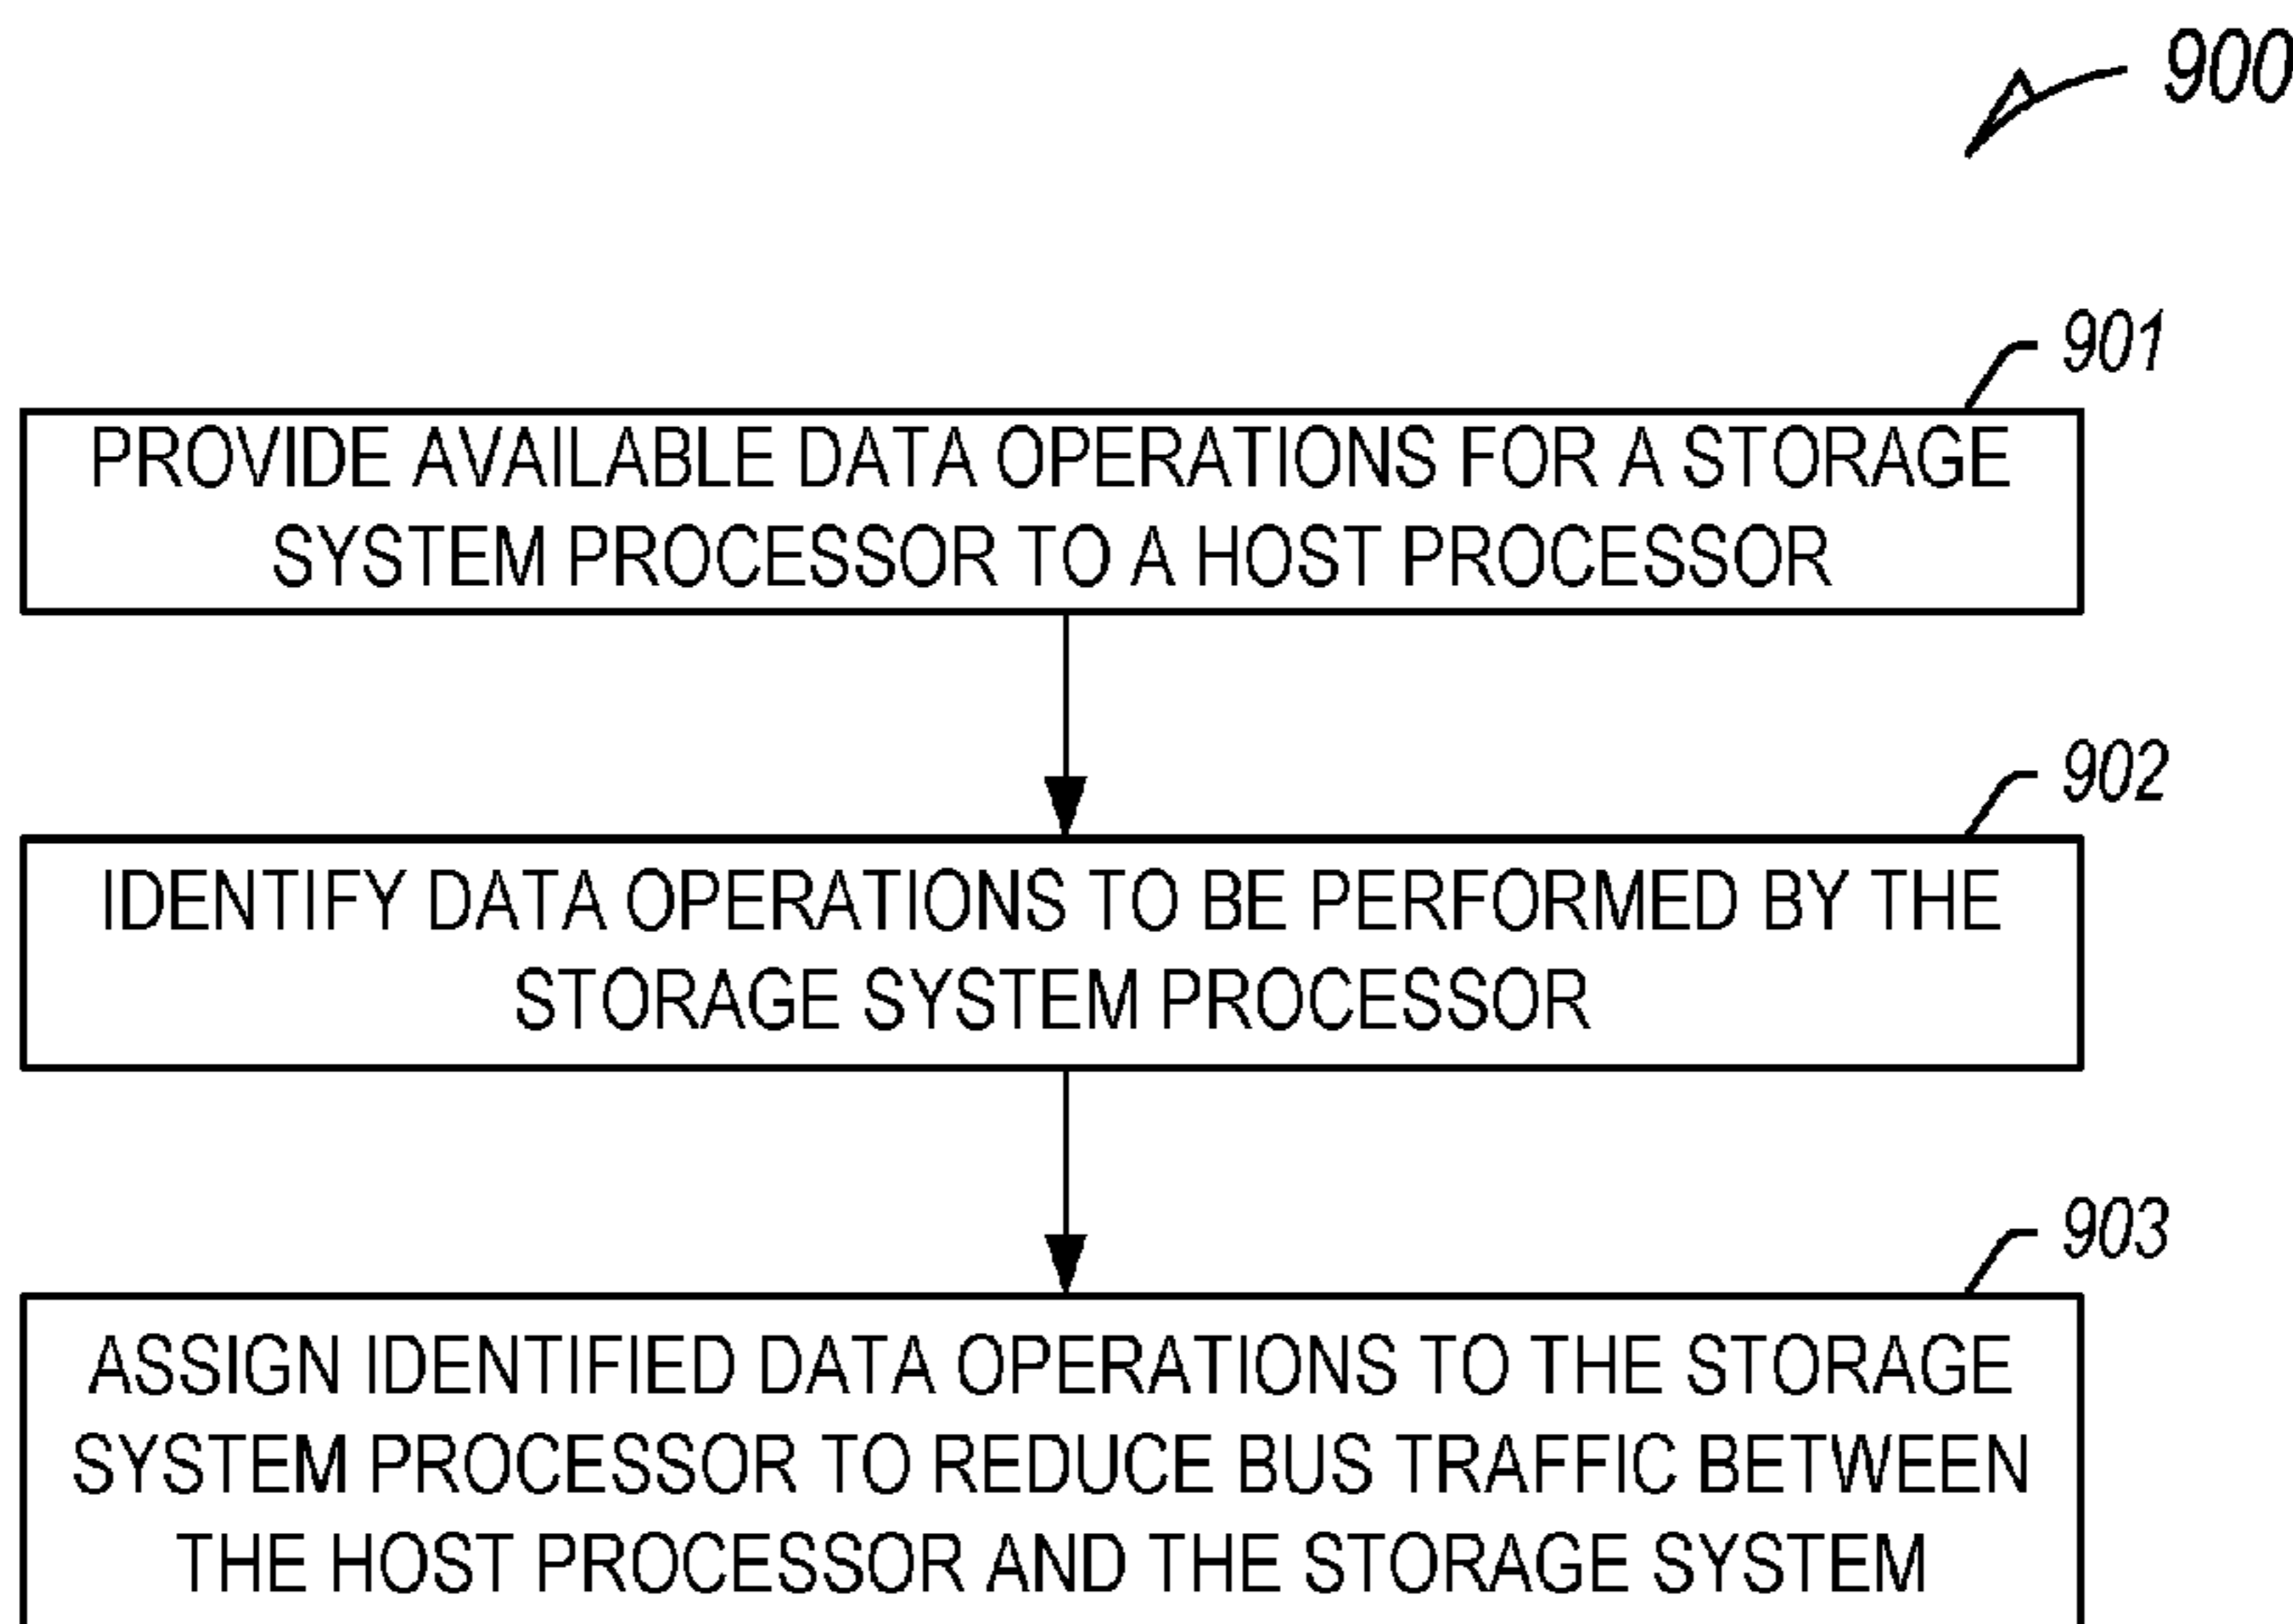 900
901
PROVIDE AVAILABLE DATA OPERATIONS FOR A STORAGE
SYSTEM PROCESSOR TO A HOST PROCESSOR
902
IDENTIFY DATA OPERATIONS TO BE PERFORMED BY THE
STORAGE SYSTEM PROCESSOR
903
ASSIGN IDENTIFIED DATA OPERATIONS TO THE STORAGE
SYSTEM PROCESSOR TO REDUCE BUS TRAFFIC BETWEEN
THE HOST PROCESSOR AND THE STORAGE SYSTEM